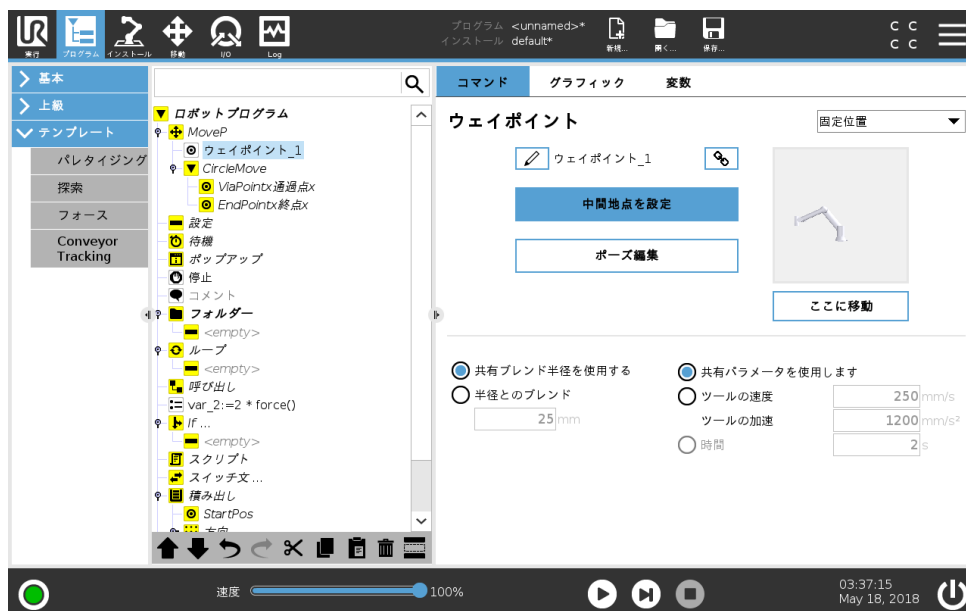 UR
プログラム <unnamed>*
インストール default*
実行 プログラム インストール 移動 I/O Log
新規... 開く... 保存...
C C
C C
基本
上級
テンプレート
パレタイジング
探索
フォース
Conveyor
Tracking
ロボットプログラム
MoveP
ウェイポイント_1
CircleMove
ViaPointx通過点x
EndPointx終点x
設定
待機
ポップアップ
停止
コメント
フォルダー
<empty>
ループ
<empty>
呼び出し
var_2:=2 * force()
If ...
<empty>
スクリプト
スイッチ文 ...
積み出し
StartPos
方向
コマンド グラフィック 変数
ウェイポイント
固定位置
ウェイポイント_1
中間地点を設定
ポーズ編集
ここに移動
共有ブレンド半径を使用する
半径とのブレンド
25 mm
共有パラメータを使用します
ツールの速度 250 mm/s
ツールの加速 1200 mm/s²
時間 2 s
速度 100%
03:37:15
May 18, 2018